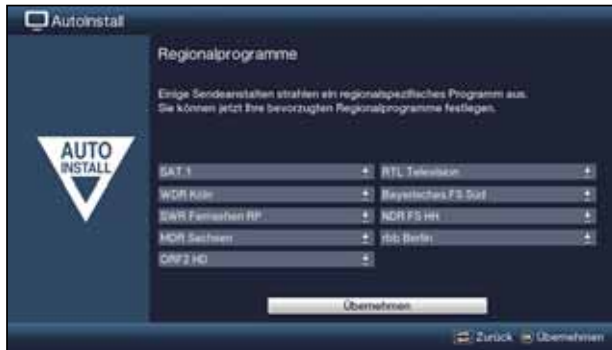 AutoInstall
Regionalprogramme
Einige Sendeanstalten strahlen ein regionalspezifisches Programm aus.
Sie können jetzt Ihre bevorzugten Regionalprogramme festlegen.
AUTO
INSTALL
SAT.1
RTL Television
WDR Köln
Bayerisches FS Süd
SWR Fernsehen RP
NDR FS HH
MDR Sachsen
rbb Berlin
ORF2 HD
Übernehmen
Zurück
Übernehmen